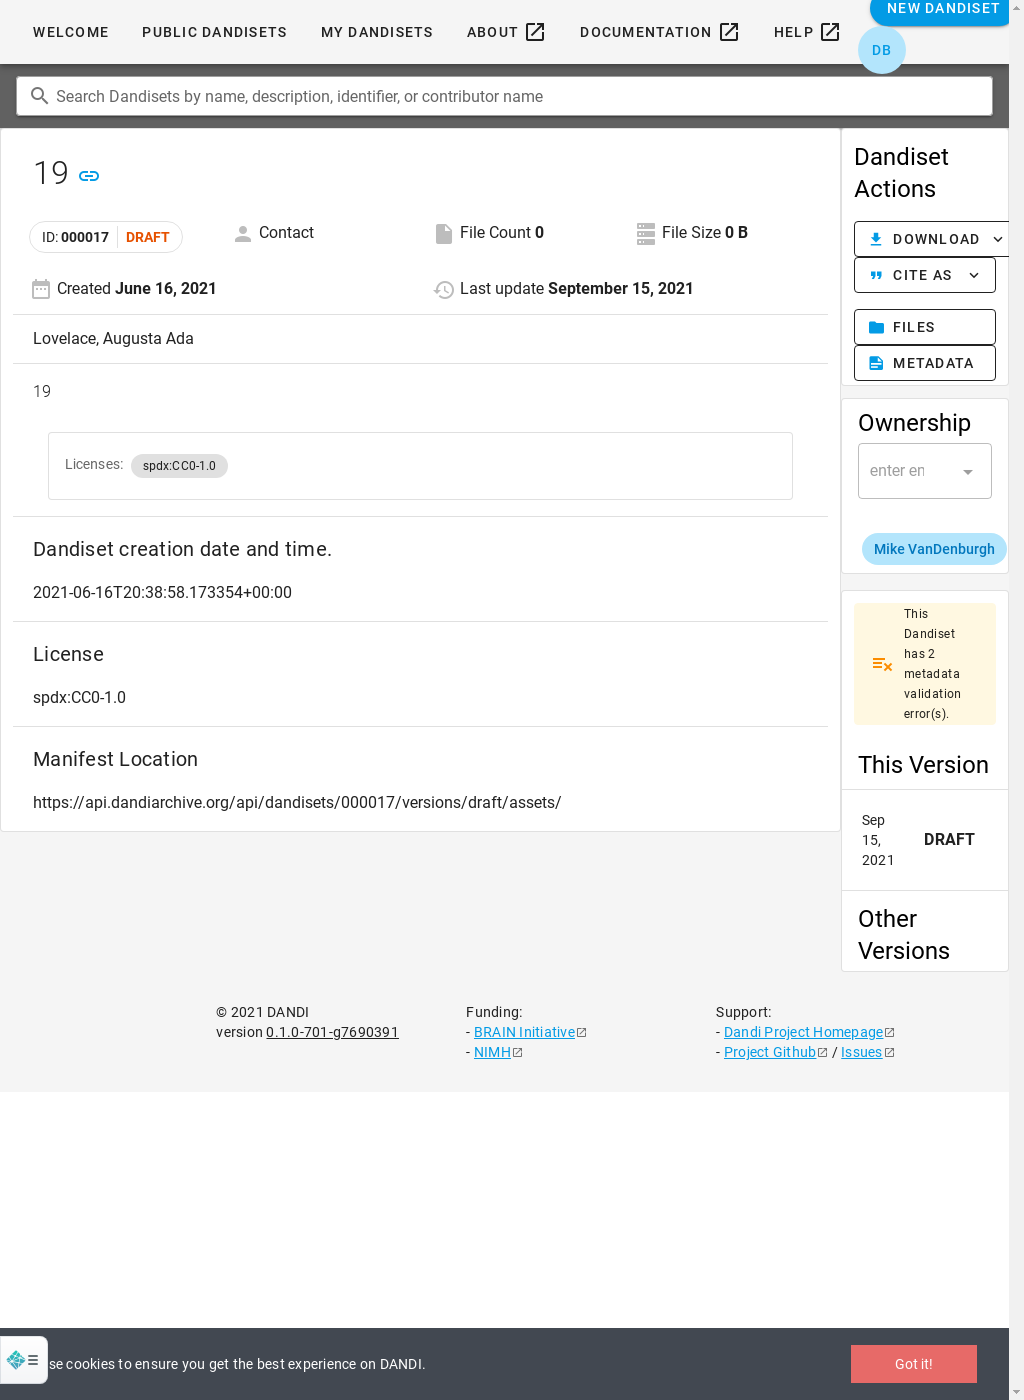 NEW DANDISET
WELCOME PUBLIC DANDISETS MY DANDISETS ABOUT DOCUMENTATION HELP
DB
Search Dandisets by name, description, identifier, or contributor name
19
ID: 000017 DRAFT
Contact
File Count 0
File Size 0 B
Created June 16, 2021
Last update September 15, 2021
Lovelace, Augusta Ada
19
Licenses: spdx:CC0-1.0
Dandiset creation date and time.
2021-06-16T20:38:58.173354+00:00
License
spdx:CC0-1.0
Manifest Location
https://api.dandiarchive.org/api/dandisets/000017/versions/draft/assets/
Dandiset
Actions
DOWNLOAD
CITE AS
FILES
METADATA
Ownership
enter en
Mike VanDenburgh
This
Dandiset
has 2
metadata
validation
error(s).
This Version
Sep
15,
2021
DRAFT
Other
Versions
© 2021 DANDI
version 0.1.0-701-g7690391
Funding:
- BRAIN Initiative
- NIMH
Support:
- Dandi Project Homepage
- Project Github / Issues
se cookies to ensure you get the best experience on DANDI.
Got it!